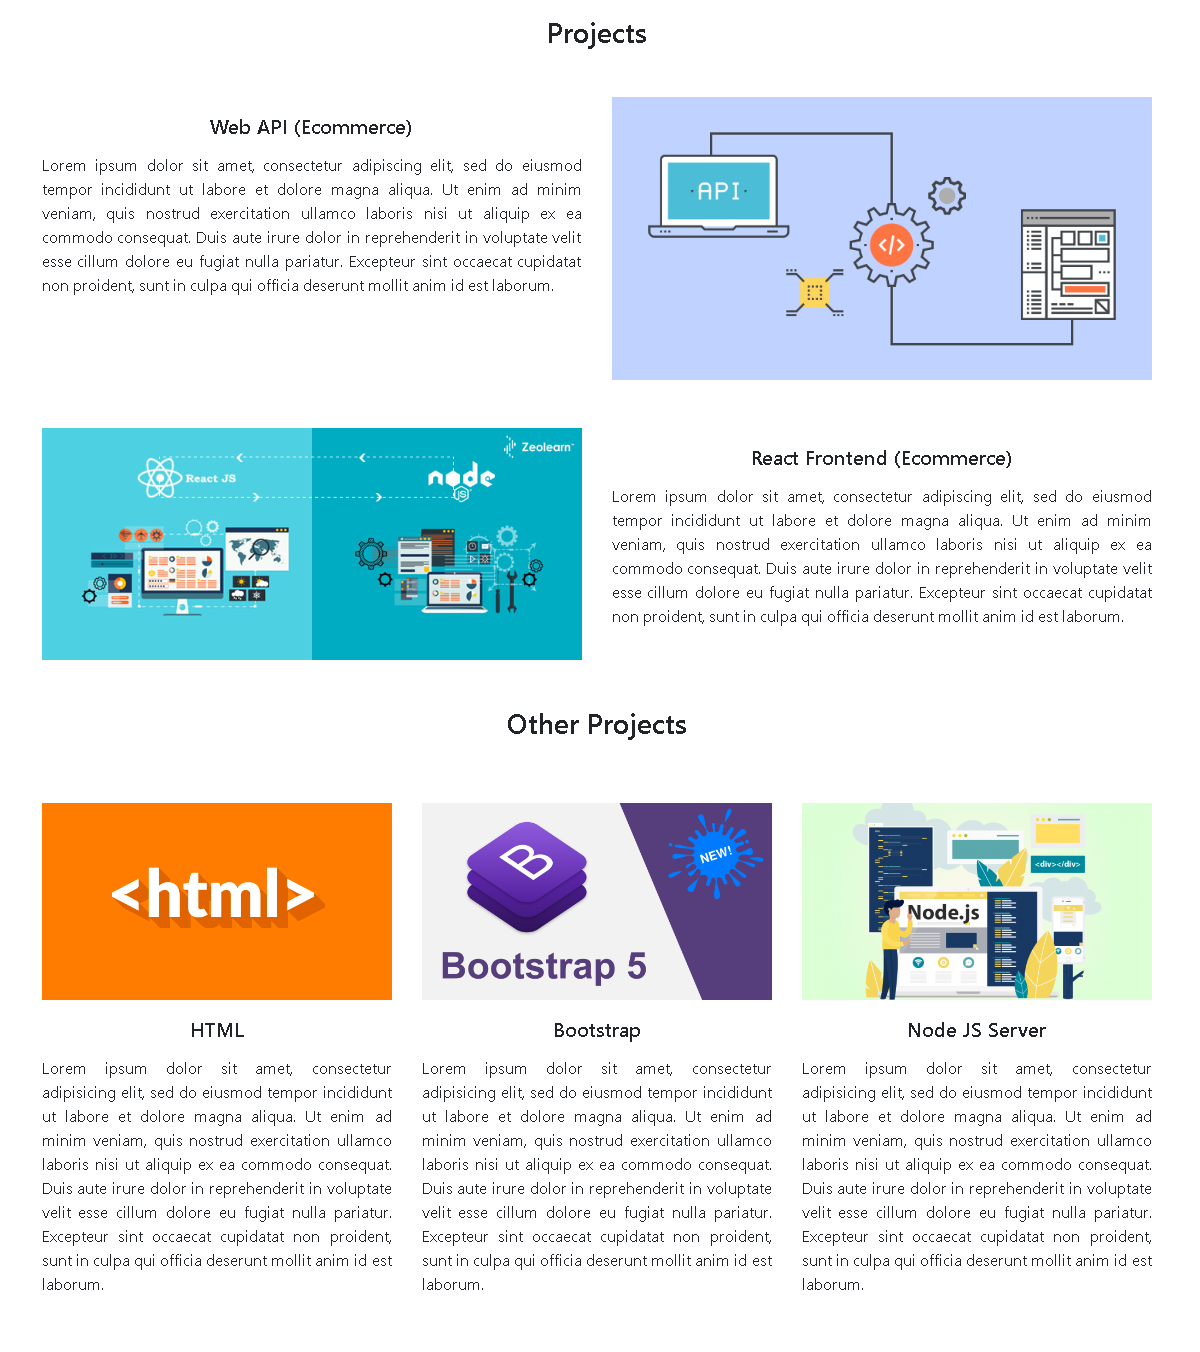 Projects
Web API (Ecommerce)
Lorem ipsum dolor sit amet, consectetur adipiscing elit, sed do eiusmod
tempor incididunt ut labore et dolore magna aliqua. Ut enim ad minim
veniam, quis nostrud exercitation ullamco laboris nisi ut aliquip ex ea
commodo consequat. Duis aute irure dolor in reprehenderit in voluptate velit
esse cillum dolore eu fugiat nulla pariatur. Excepteur sint occaecat cupidatat
non proident, sunt in culpa qui officia deserunt mollit anim id est laborum.
· API ·
</>
Zeolearn™
React JS
node
JS
React Frontend (Ecommerce)
Lorem ipsum dolor sit amet, consectetur adipiscing elit, sed do eiusmod
tempor incididunt ut labore et dolore magna aliqua. Ut enim ad minim
veniam, quis nostrud exercitation ullamco laboris nisi ut aliquip ex ea
commodo consequat. Duis aute irure dolor in reprehenderit in voluptate velit
esse cillum dolore eu fugiat nulla pariatur. Excepteur sint occaecat cupidatat
non proident, sunt in culpa qui officia deserunt mollit anim id est laborum.
Other Projects
<html>
B
NEW!
Bootstrap 5
<div></div>
Node.js
HTML
Lorem ipsum dolor sit amet, consectetur
adipisicing elit, sed do eiusmod tempor incididunt
ut labore et dolore magna aliqua. Ut enim ad
minim veniam, quis nostrud exercitation ullamco
laboris nisi ut aliquip ex ea commodo consequat.
Duis aute irure dolor in reprehenderit in voluptate
velit esse cillum dolore eu fugiat nulla pariatur.
Excepteur sint occaecat cupidatat non proident,
sunt in culpa qui officia deserunt mollit anim id est
laborum.
Bootstrap
Lorem ipsum dolor sit amet, consectetur
adipisicing elit, sed do eiusmod tempor incididunt
ut labore et dolore magna aliqua. Ut enim ad
minim veniam, quis nostrud exercitation ullamco
laboris nisi ut aliquip ex ea commodo consequat.
Duis aute irure dolor in reprehenderit in voluptate
velit esse cillum dolore eu fugiat nulla pariatur.
Excepteur sint occaecat cupidatat non proident,
sunt in culpa qui officia deserunt mollit anim id est
laborum.
Node JS Server
Lorem ipsum dolor sit amet, consectetur
adipisicing elit, sed do eiusmod tempor incididunt
ut labore et dolore magna aliqua. Ut enim ad
minim veniam, quis nostrud exercitation ullamco
laboris nisi ut aliquip ex ea commodo consequat.
Duis aute irure dolor in reprehenderit in voluptate
velit esse cillum dolore eu fugiat nulla pariatur.
Excepteur sint occaecat cupidatat non proident,
sunt in culpa qui officia deserunt mollit anim id est
laborum.